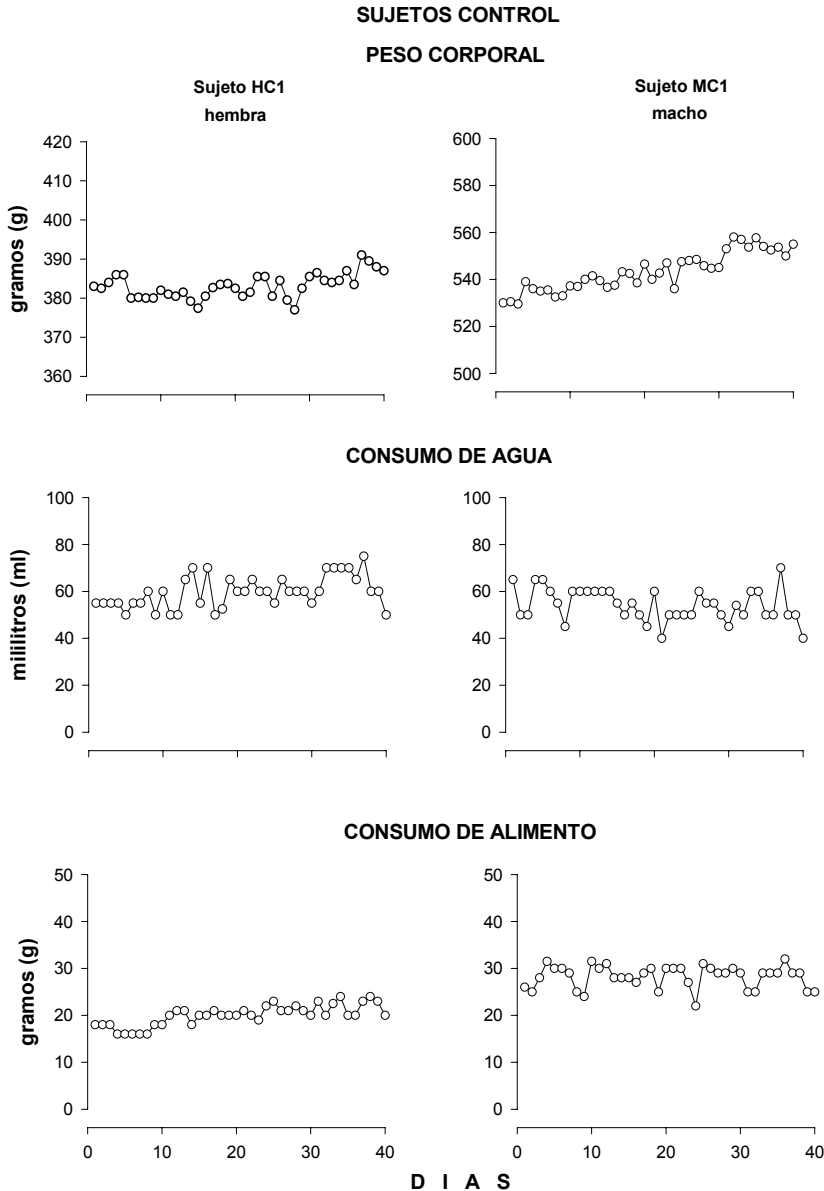 SUJETOS CONTROL
PESO CORPORAL
Sujeto HC1
hembra
Sujeto MC1
macho
gramos (g)
420
410
400
390
380
370
360
600
580
560
540
520
500
CONSUMO DE AGUA
mililitros (ml)
100
80
60
40
20
0
100
80
60
40
20
0
CONSUMO DE ALIMENTO
gramos (g)
50
40
30
20
10
0
50
40
30
20
10
0
0 10 20 30 40
0 10 20 30 40
D I A S